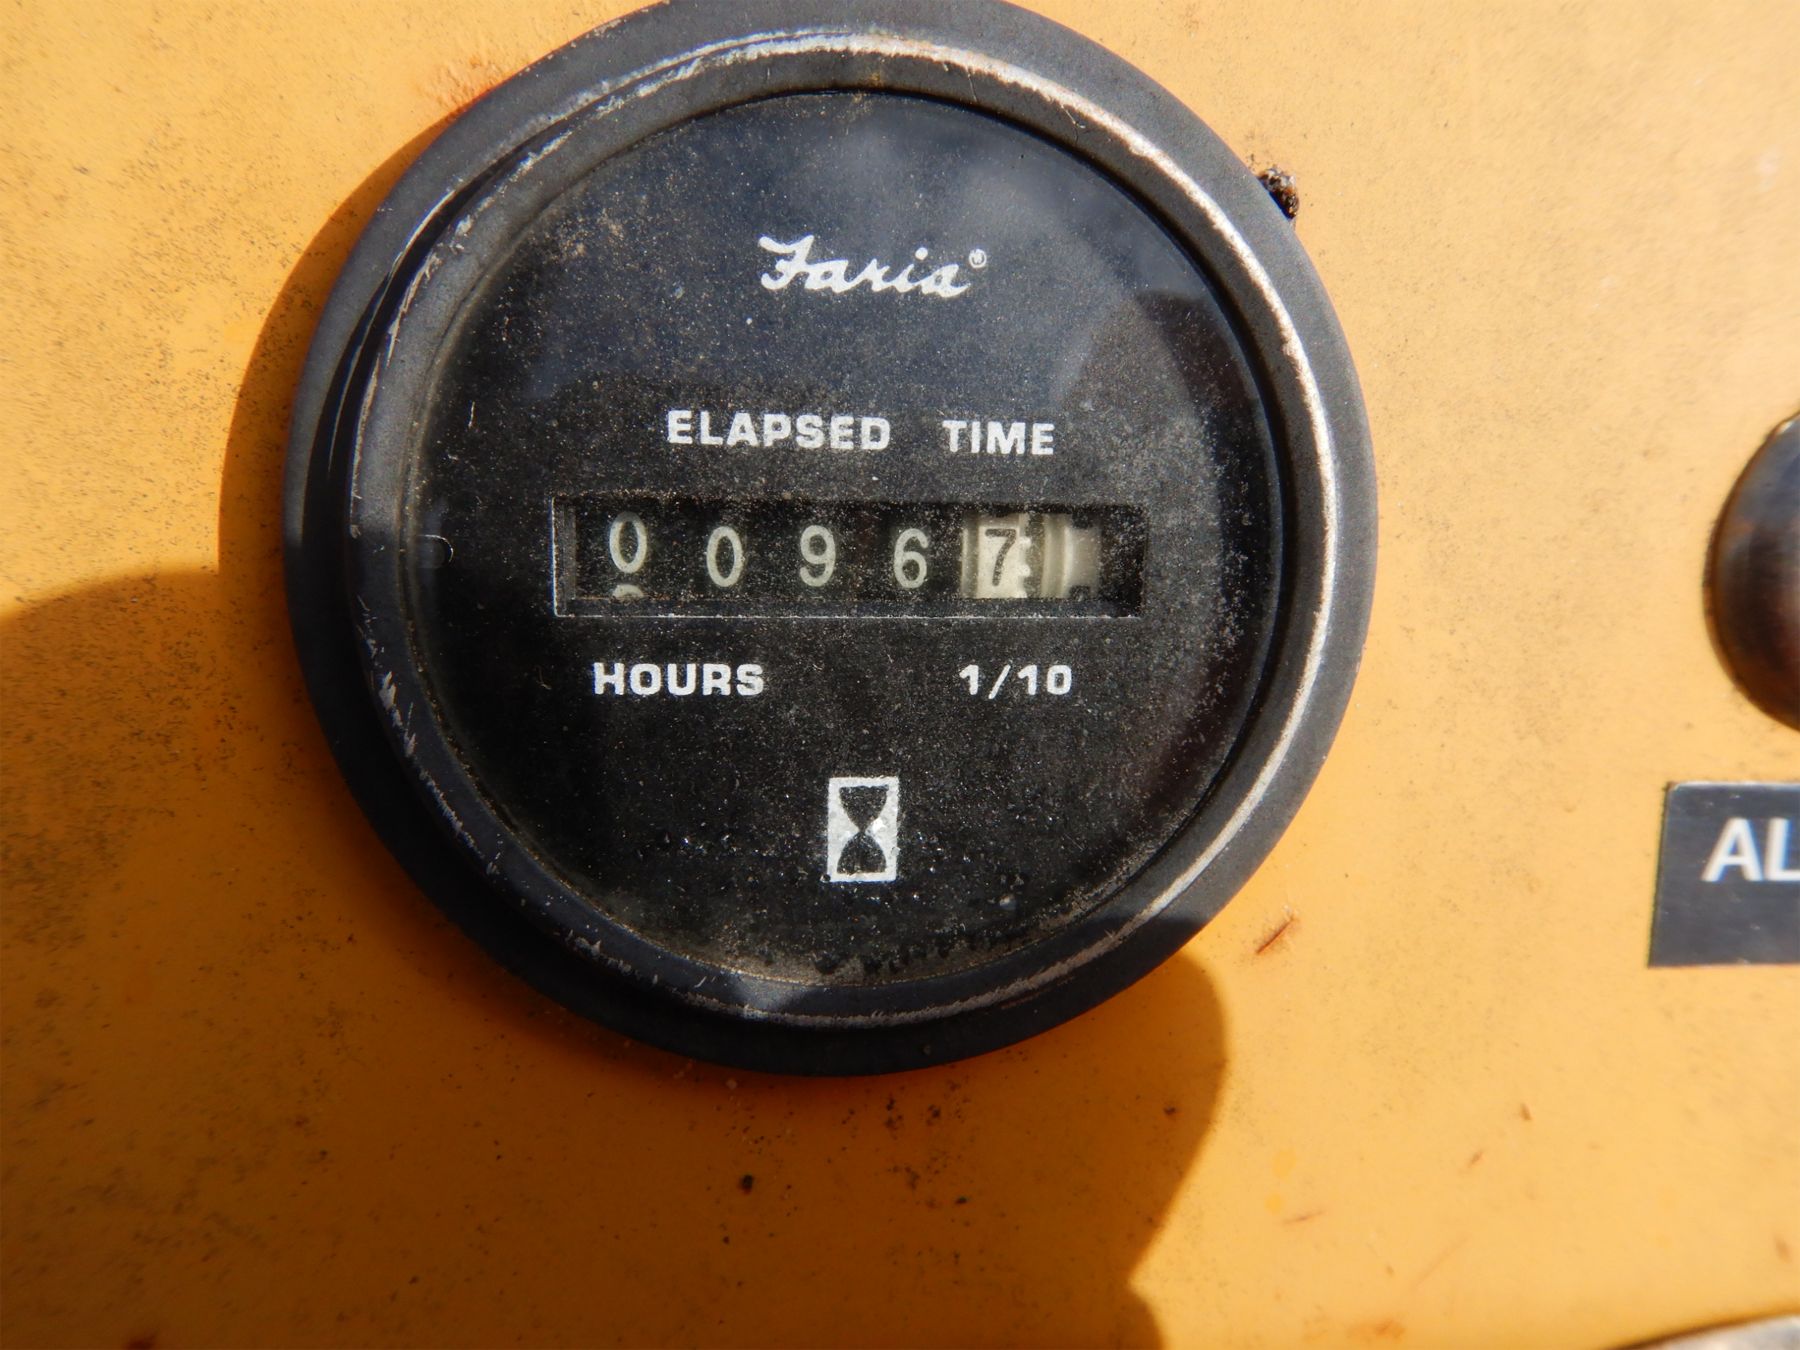 Faria®
ELAPSED TIME
0 0 9 6 7
HOURS 1/10
AL